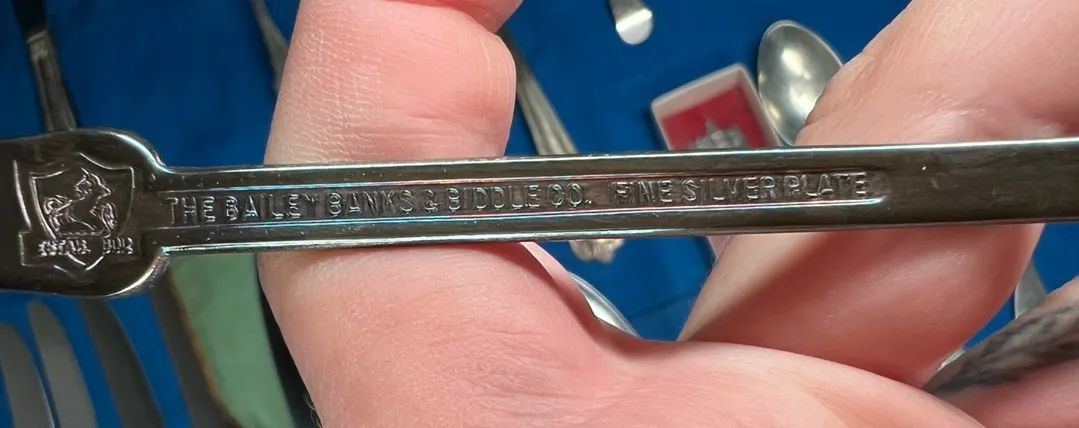 THE BAILEY BANKS & BIDDLE CO. FINE SILVER PLATE